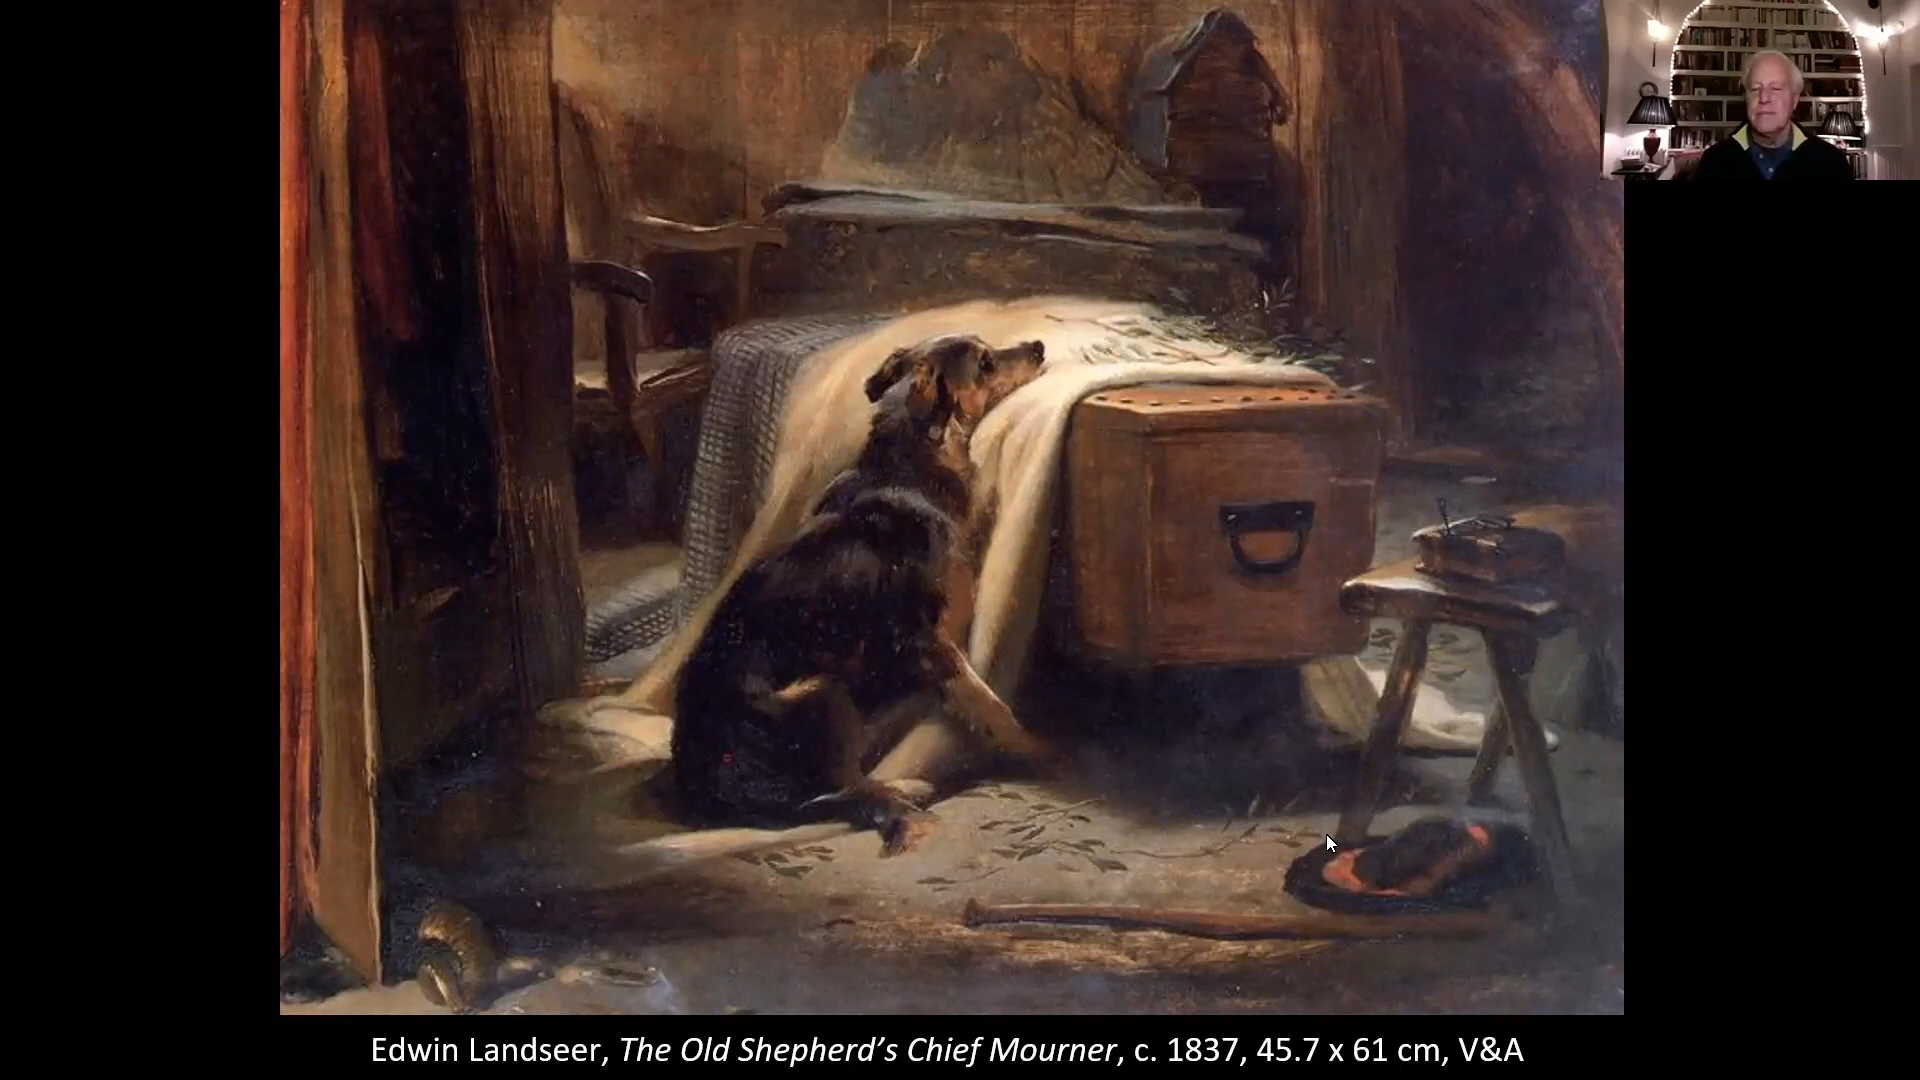 Edwin Landseer, The Old Shepherd’s Chief Mourner, c. 1837, 45.7 x 61 cm, V&A